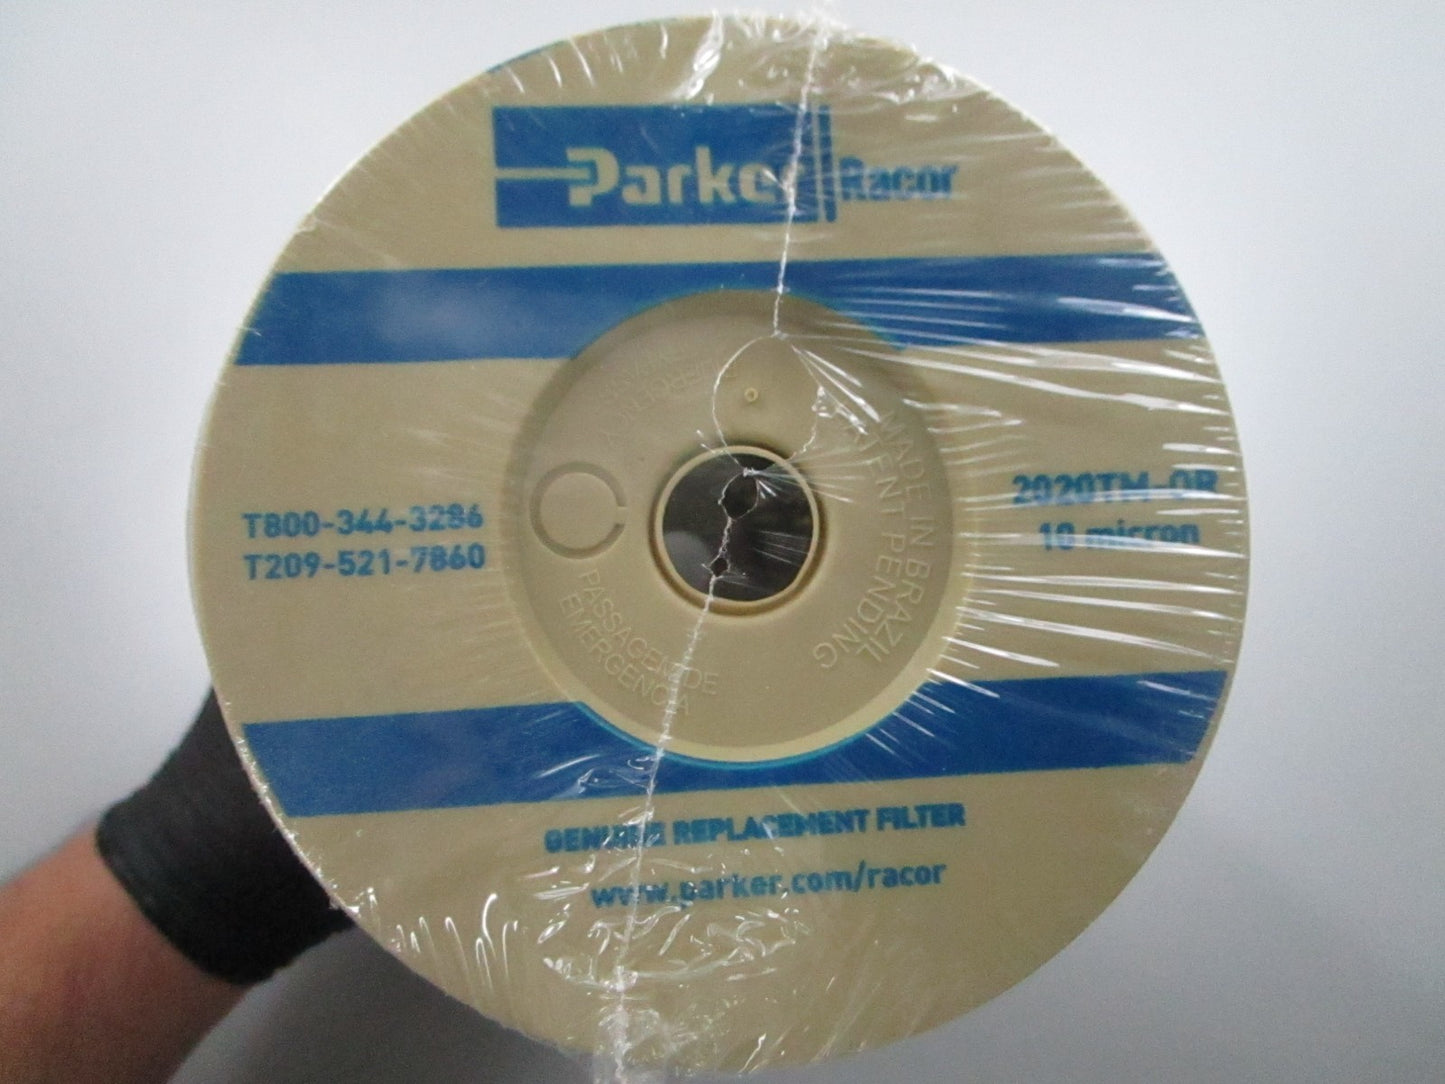 Parker Racor
T800-344-3286
T209-521-7860
2020TM-OR
10 micron
MADE IN BRAZIL
PATENT PENDING
PASSAGEM DE
EMERGENCIA
GENUINE REPLACEMENT FILTER
www.parker.com/racor